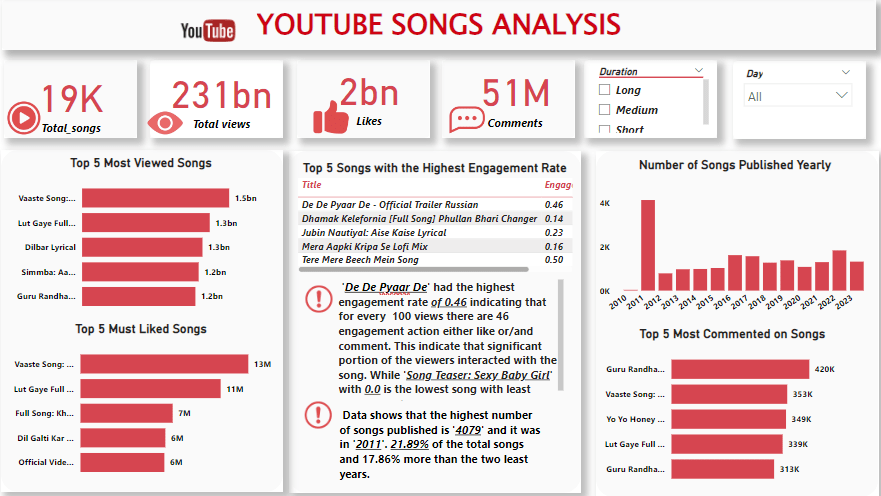 YouTube YOUTUBE SONGS ANALYSIS
19K
Total_songs
231bn
Total views
2bn
Likes
51M
Comments
Duration
Long
Medium
Short
Day
All
Top 5 Most Viewed Songs
Vaaste Song:... 1.5bn
Lut Gaye Full... 1.3bn
Dilbar Lyrical 1.3bn
Simmba: Aa... 1.2bn
Guru Randha... 1.2bn
Top 5 Must Liked Songs
Vaaste Song: ... 13M
Lut Gaye Full ... 11M
Full Song: Kh... 7M
Dil Galti Kar ... 6M
Official Vide... 6M
Top 5 Songs with the Highest Engagement Rate
Title Engag
De De Pyaar De - Official Trailer Russian 0.46
Dhamak Kelefornia [Full Song] Phullan Bhari Changer 0.14
Jubin Nautiyal: Aise Kaise Lyrical 0.23
Mera Aapki Kripa Se Lofi Mix 0.16
Tere Mere Beech Mein Song 0.50
'De De Pyaar De' had the highest
engagement rate of 0.46 indicating that
for every 100 views there are 46
engagement action either like or/and
comment. This indicate that significant
portion of the viewers interacted with the
song. While 'Song Teaser: Sexy Baby Girl'
with 0.0 is the lowest song with least
Data shows that the highest number
of songs published is '4079' and it was
in '2011'. 21.89% of the total songs
and 17.86% more than the two least
years.
Number of Songs Published Yearly
4K
2K
0K
2010 2011 2012 2013 2014 2015 2016 2017 2018 2019 2020 2021 2022 2023
Top 5 Most Commented on Songs
Guru Randha... 420K
Vaaste Song: ... 353K
Yo Yo Honey ... 349K
Lut Gaye Full ... 339K
Guru Randha... 313K